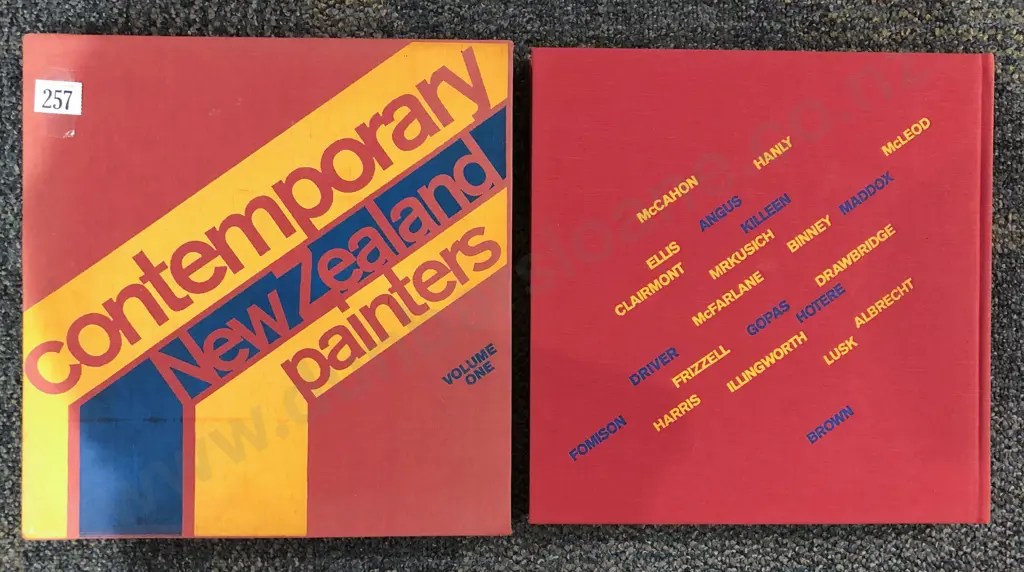 257
contemporary
New Zealand
painters
VOLUME
ONE
HANLY
McLEOD
McCAHON
ANGUS
KILLEEN
MADDOX
ELLIS
MRKUSICH
BINNEY
CLAIRMONT
McFARLANE
DRAWBRIDGE
GOPAS
HOTERE
ALBRECHT
DRIVER
FRIZZELL
ILLINGWORTH
LUSK
FOMISON
HARRIS
BROWN